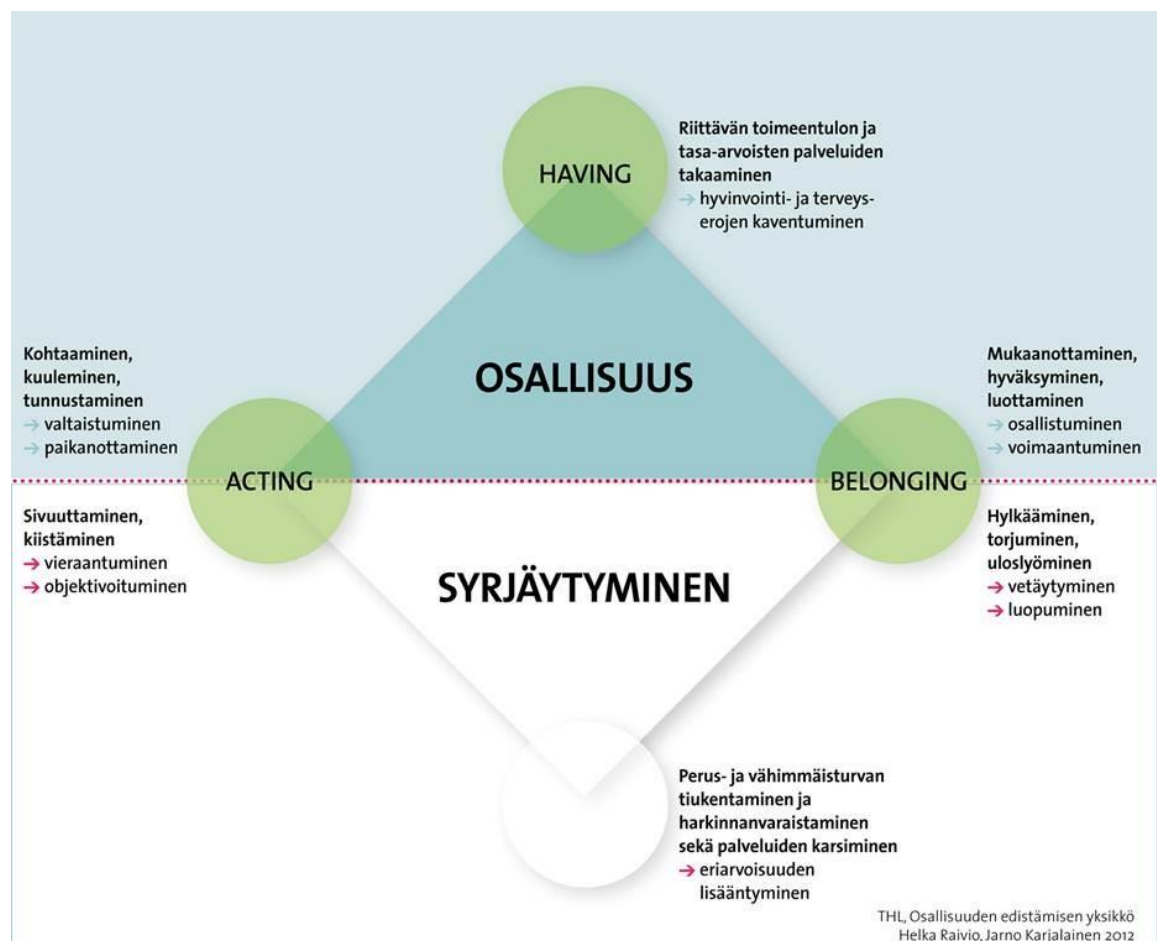 HAVING
Riittävän toimeentulon ja
tasa-arvoisten palveluiden
takaaminen
→ hyvinvointi- ja terveys-
erojen kaventuminen
Kohtaaminen,
kuuleminen,
tunnustaminen
→ valtaistuminen
→ paikanottaminen
OSALLISUUS
Mukaanottaminen,
hyväksyminen,
luottaminen
→ osallistuminen
→ voimaantuminen
ACTING
BELONGING
Sivuuttaminen,
kiistäminen
→ vieraantuminen
→ objektivoituminen
SYRJÄYTYMINEN
Hylkääminen,
torjuminen,
uloslyöminen
→ vetäytyminen
→ luopuminen
Perus- ja vähimmäisturvan
tiukentaminen ja
harkinnanvaraistaminen
sekä palveluiden karsiminen
→ eriarvoisuuden
lisääntyminen
THL, Osallisuuden edistämisen yksikkö
Helka Raivio, Jarno Karjalainen 2012